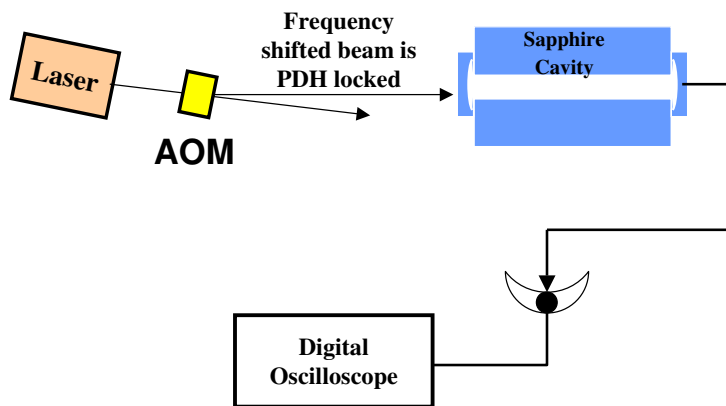 Laser
AOM
Frequency
shifted beam is
PDH locked
Sapphire
Cavity
Digital
Oscilloscope